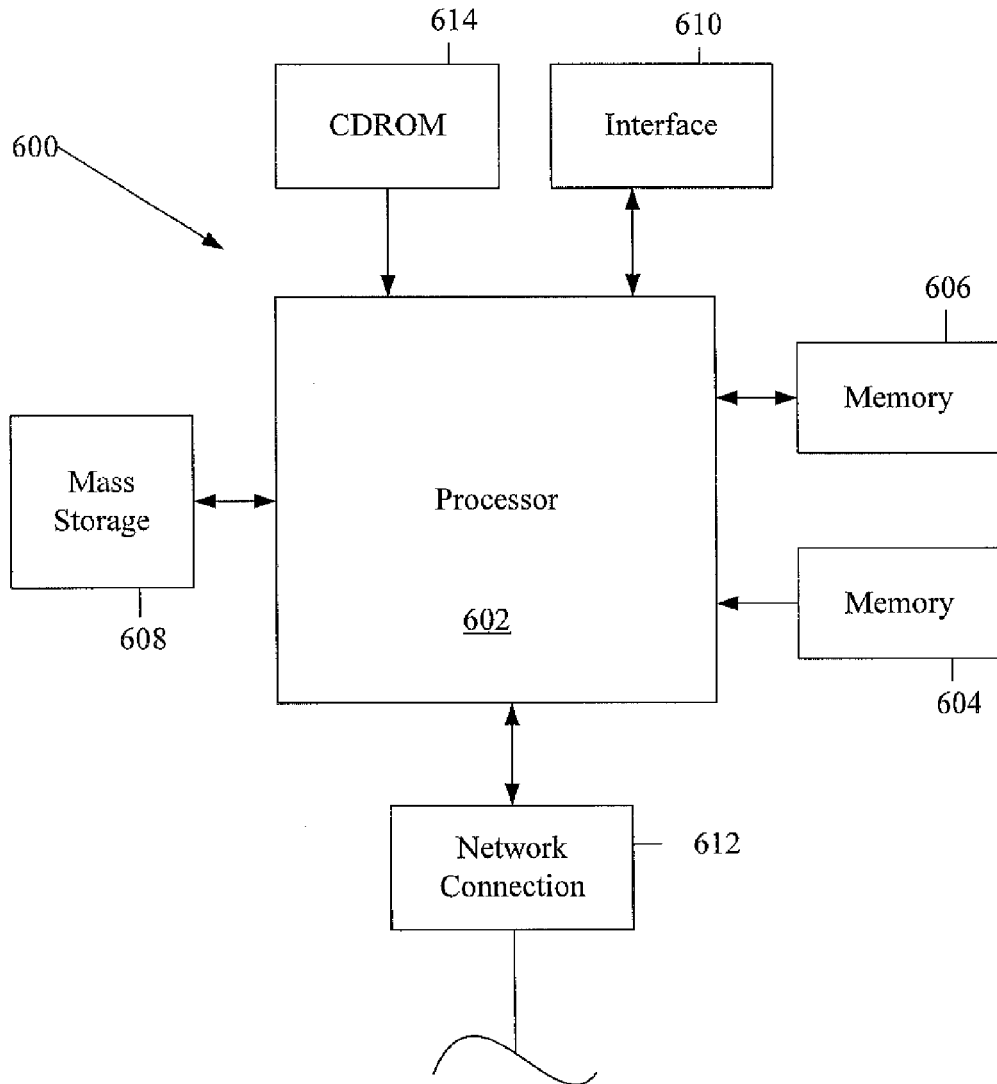 614
610
CDROM
Interface
600
606
Memory
Mass
Storage
Processor
608
Memory
602
604
Network
Connection
612